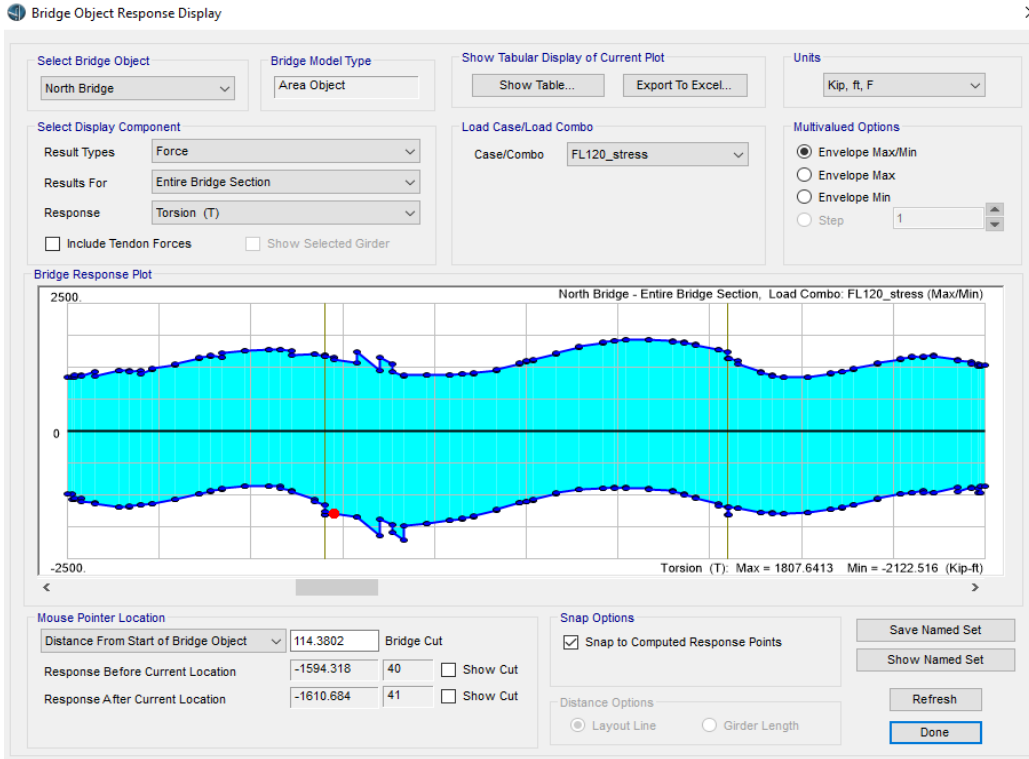 Bridge Object Response Display
Select Bridge Object
North Bridge
Bridge Model Type
Area Object
Show Tabular Display of Current Plot
Show Table...
Export To Excel...
Units
Kip, ft, F
Select Display Component
Result Types
Force
Results For
Entire Bridge Section
Response
Torsion (T)
Include Tendon Forces
Show Selected Girder
Load Case/Load Combo
Case/Combo
FL120_stress
Multivalued Options
Envelope Max/Min
Envelope Max
Envelope Min
Step
1
Bridge Response Plot
2500.
North Bridge - Entire Bridge Section, Load Combo: FL120_stress (Max/Min)
0
-2500.
Torsion (T): Max = 1807.6413 Min = -2122.516 (Kip-ft)
Mouse Pointer Location
Distance From Start of Bridge Object
114.3802
Bridge Cut
Response Before Current Location
-1594.318
40
Show Cut
Response After Current Location
-1610.684
41
Show Cut
Snap Options
Snap to Computed Response Points
Distance Options
Layout Line
Girder Length
Save Named Set
Show Named Set
Refresh
Done